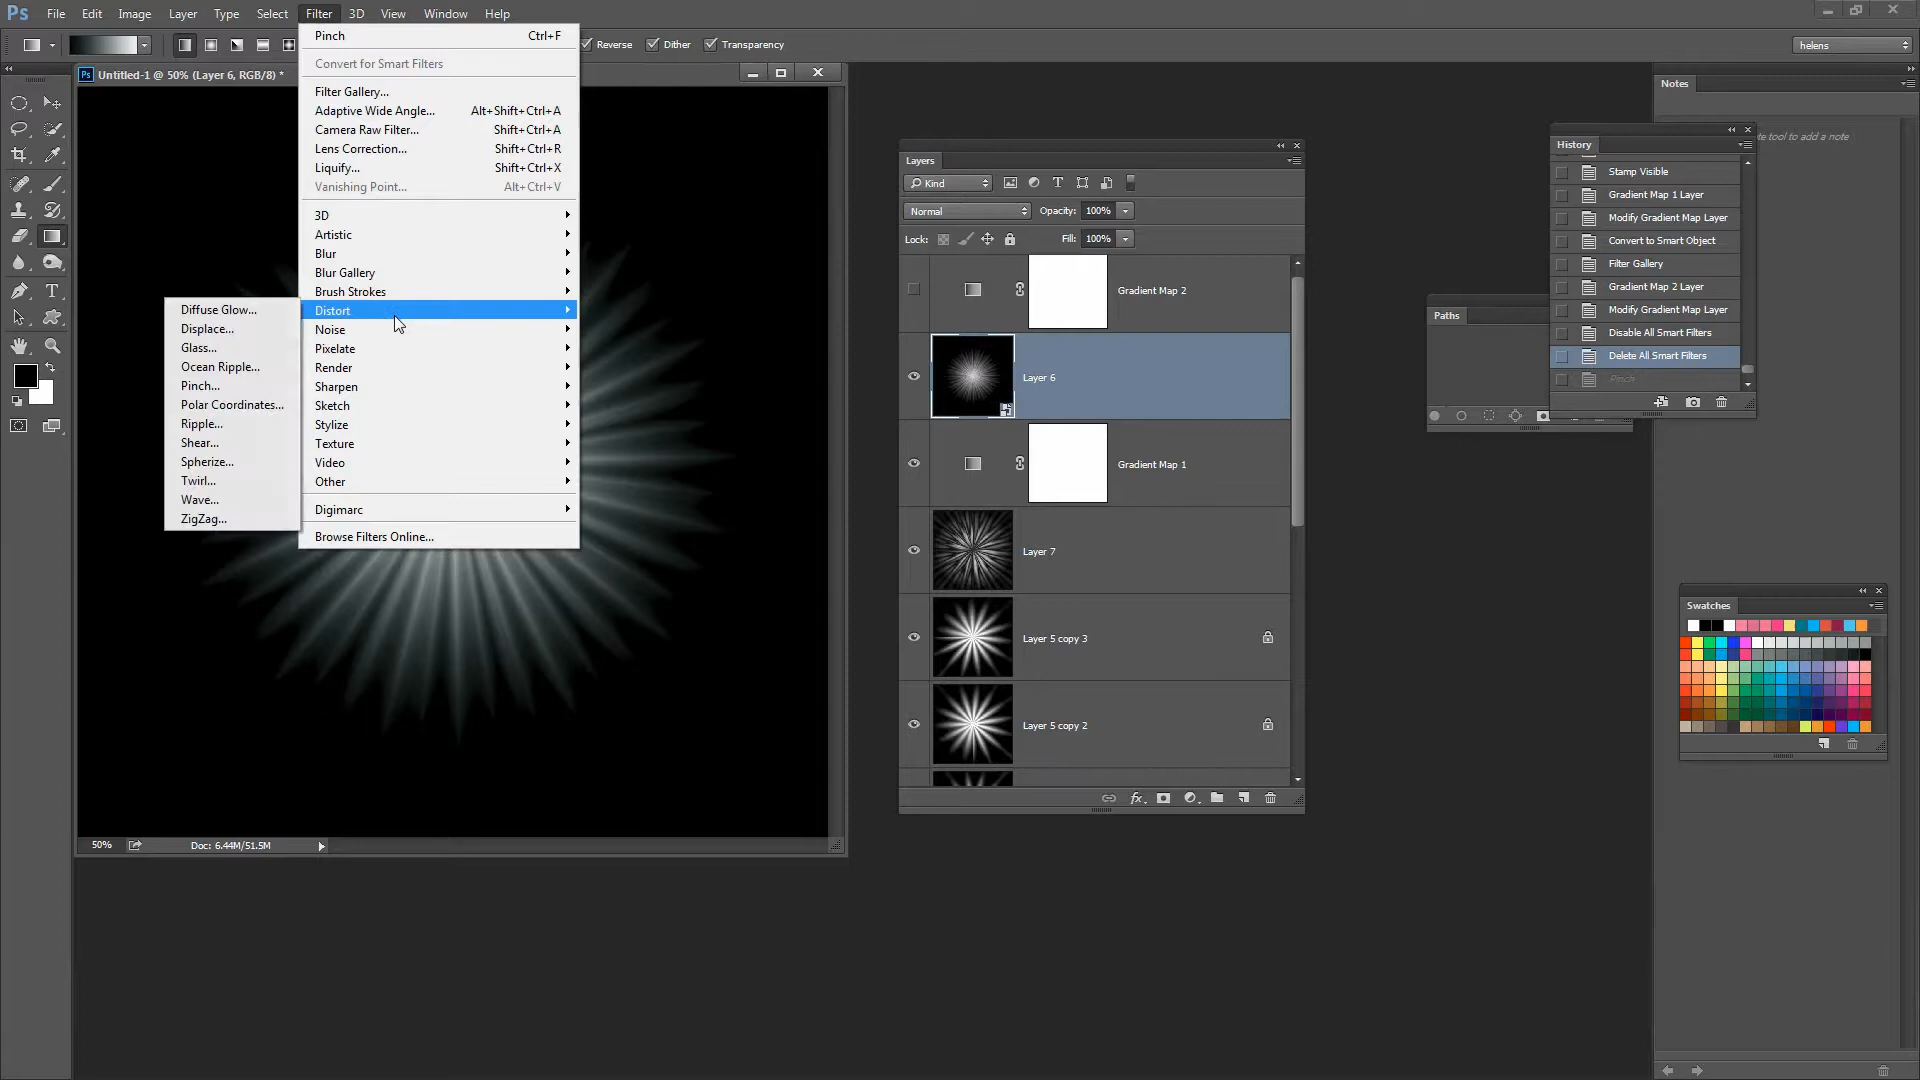 Ps File Edit Image Layer Type Select Filter 3D View Window Help
Reverse Dither Transparency helens
Ps Untitled-1 @ 50% (Layer 6, RGB/8) *
Pinch Ctrl+F
Convert for Smart Filters
Filter Gallery...
Adaptive Wide Angle... Alt+Shift+Ctrl+A
Camera Raw Filter... Shift+Ctrl+A
Lens Correction... Shift+Ctrl+R
Liquify... Shift+Ctrl+X
Vanishing Point... Alt+Ctrl+V
3D
Artistic
Blur
Blur Gallery
Brush Strokes
Distort
Noise
Pixelate
Render
Sharpen
Sketch
Stylize
Texture
Video
Other
Digimarc
Browse Filters Online...
Diffuse Glow...
Displace...
Glass...
Ocean Ripple...
Pinch...
Polar Coordinates...
Ripple...
Shear...
Spherize...
Twirl...
Wave...
ZigZag...
50% Doc: 6.44M/51.5M
Layers
Kind
Normal Opacity: 100%
Lock: Fill: 100%
Gradient Map 2
Layer 6
Gradient Map 1
Layer 7
Layer 5 copy 3
Layer 5 copy 2
fx
Paths
Notes
te tool to add a note
History
Stamp Visible
Gradient Map 1 Layer
Modify Gradient Map Layer
Convert to Smart Object
Filter Gallery
Gradient Map 2 Layer
Modify Gradient Map Layer
Disable All Smart Filters
Delete All Smart Filters
Pinch
Swatches